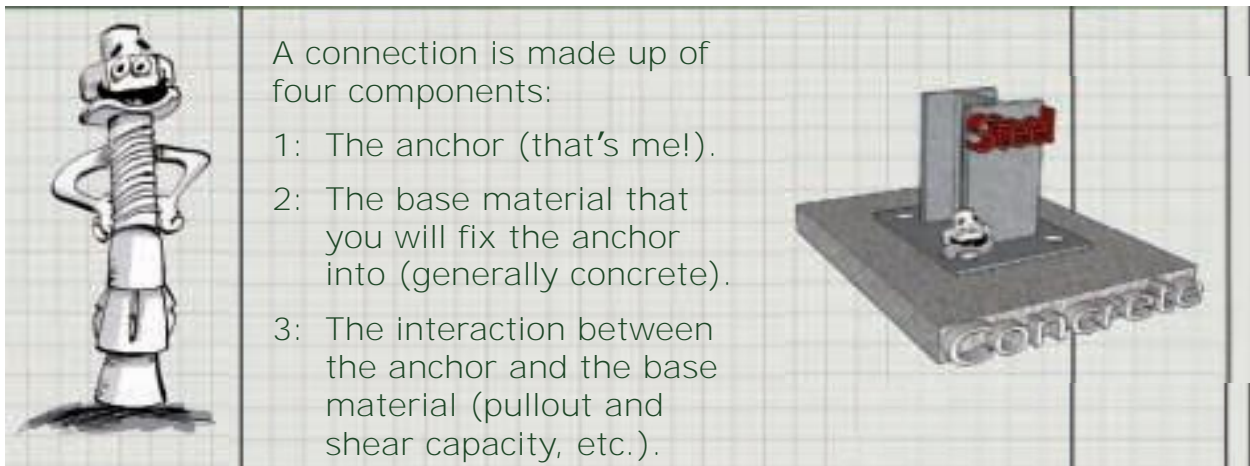 A connection is made up of
four components:
1: The anchor (that's me!).
2: The base material that
you will fix the anchor
into (generally concrete).
3: The interaction between
the anchor and the base
material (pullout and
shear capacity, etc.).
Steel
Concrete